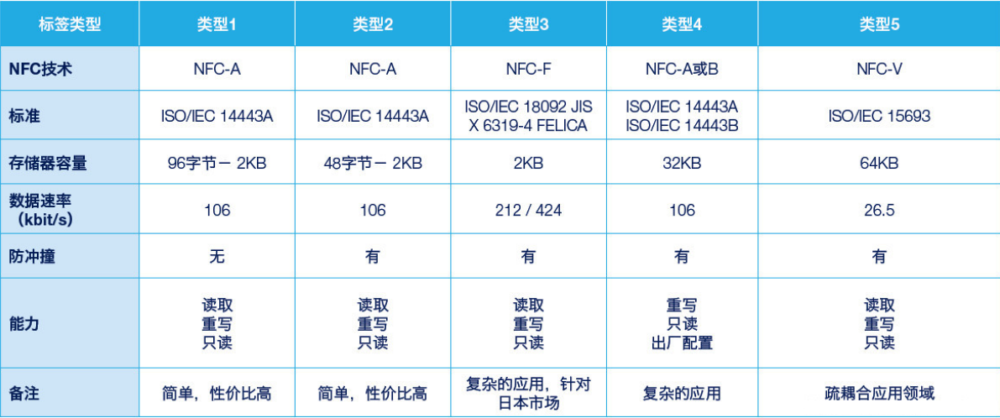 标签类型 类型1 类型2 类型3 类型4 类型5
NFC技术 NFC-A NFC-A NFC-F NFC-A或B NFC-V
标准 ISO/IEC 14443A ISO/IEC 14443A ISO/IEC 18092 JIS
X 6319-4 FELICA ISO/IEC 14443A
ISO/IEC 14443B ISO/IEC 15693
存储器容量 96字节－ 2KB 48字节－ 2KB 2KB 32KB 64KB
数据速率
（kbit/s） 106 106 212 / 424 106 26.5
防冲撞 无 有 有 有 有
能力 读取
重写
只读 读取
重写
只读 读取
重写
只读 重写
只读
出厂配置 读取
重写
只读
备注 简单，性价比高 简单，性价比高 复杂的应用，针对
日本市场 复杂的应用 疏耦合应用领域